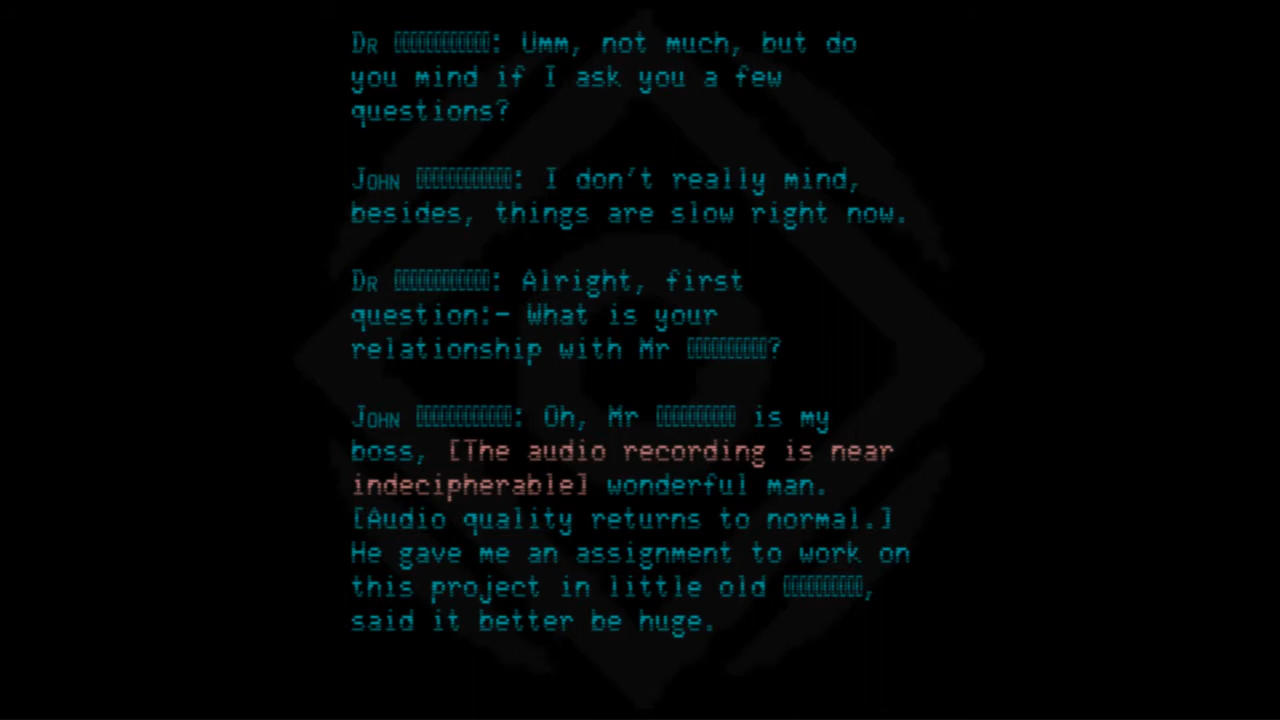 Dr ▯▯▯▯▯▯▯▯▯▯▯▯: Umm, not much, but do
you mind if I ask you a few
questions?
John ▯▯▯▯▯▯▯▯▯▯▯▯: I don't really mind,
besides, things are slow right now.
Dr ▯▯▯▯▯▯▯▯▯▯▯▯: Alright, first
question:- What is your
relationship with Mr ▯▯▯▯▯▯▯▯▯▯?
John ▯▯▯▯▯▯▯▯▯▯▯▯: Oh, Mr ▯▯▯▯▯▯▯▯▯▯ is my
boss, [The audio recording is near
indecipherable] wonderful man.
[Audio quality returns to normal.]
He gave me an assignment to work on
this project in little old ▯▯▯▯▯▯▯▯▯▯,
said it better be huge.